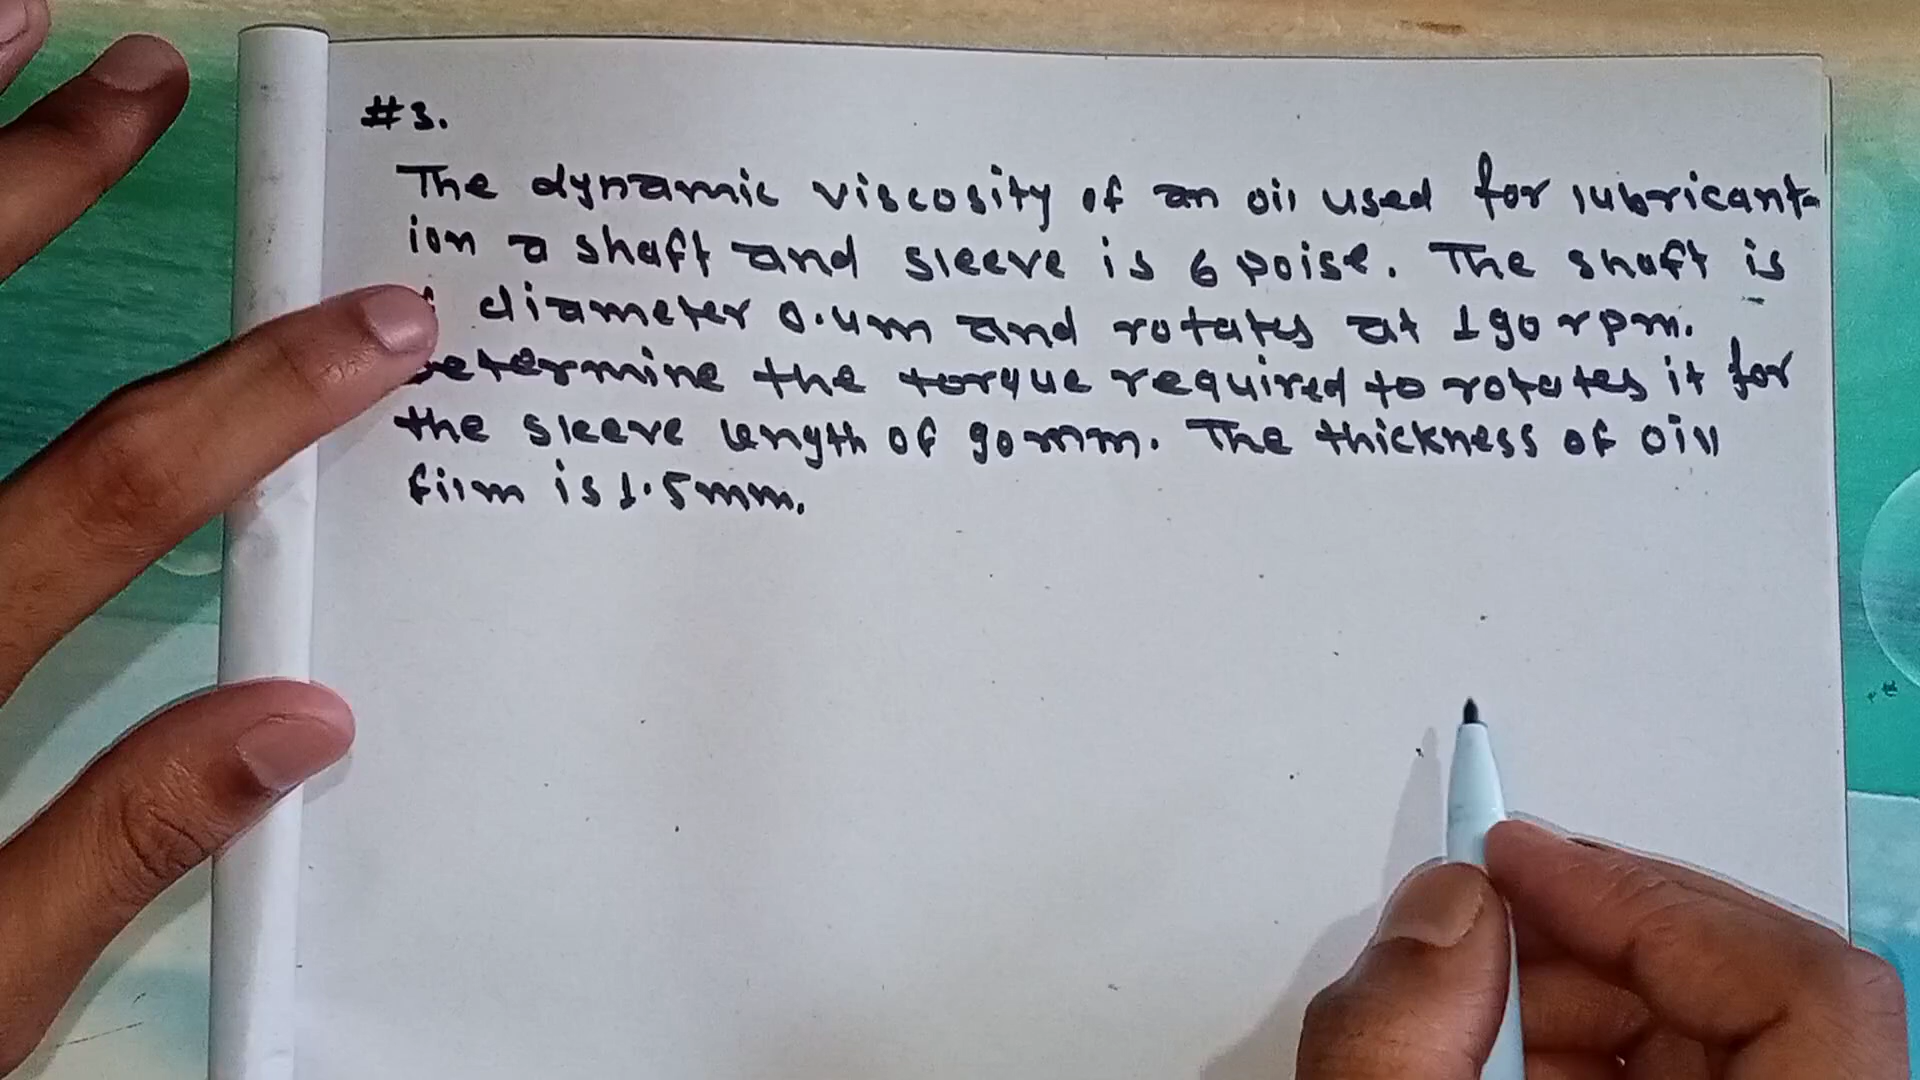 #3.
The dynamic viscosity of an oil used for lubricant-
ion a shaft and sleeve is 6 poise. The shaft is
diameter 0.4m and rotates at 190 rpm.
Determine the torque required to rotates it for
the sleeve length of 90mm. The thickness of oil
film is 1.5mm.